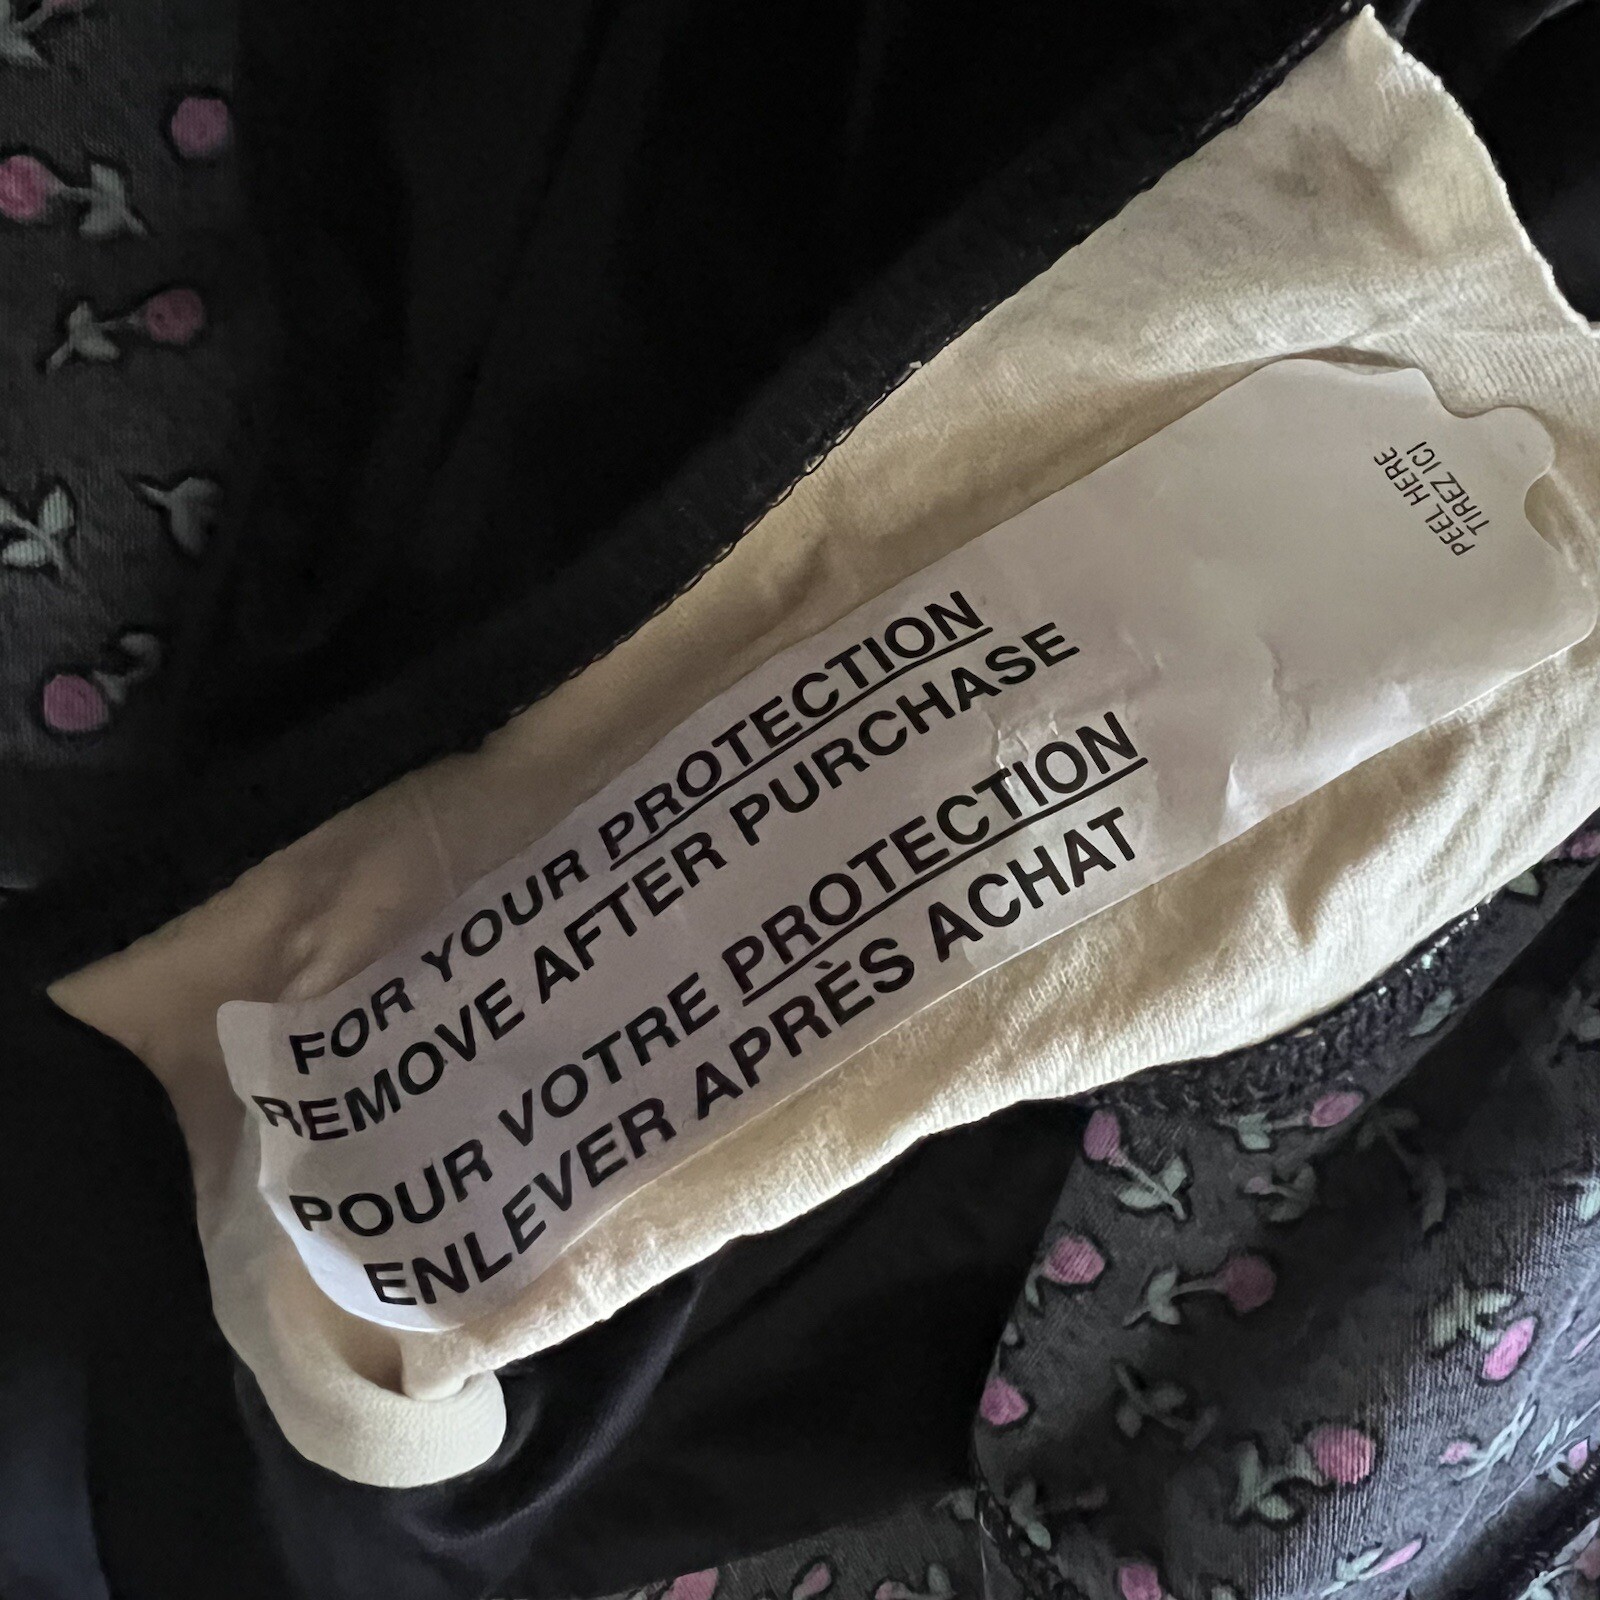 FOR YOUR PROTECTION
REMOVE AFTER PURCHASE
POUR VOTRE PROTECTION
ENLEVER APRÈS ACHAT
PEEL HERE
TIREZ ICI